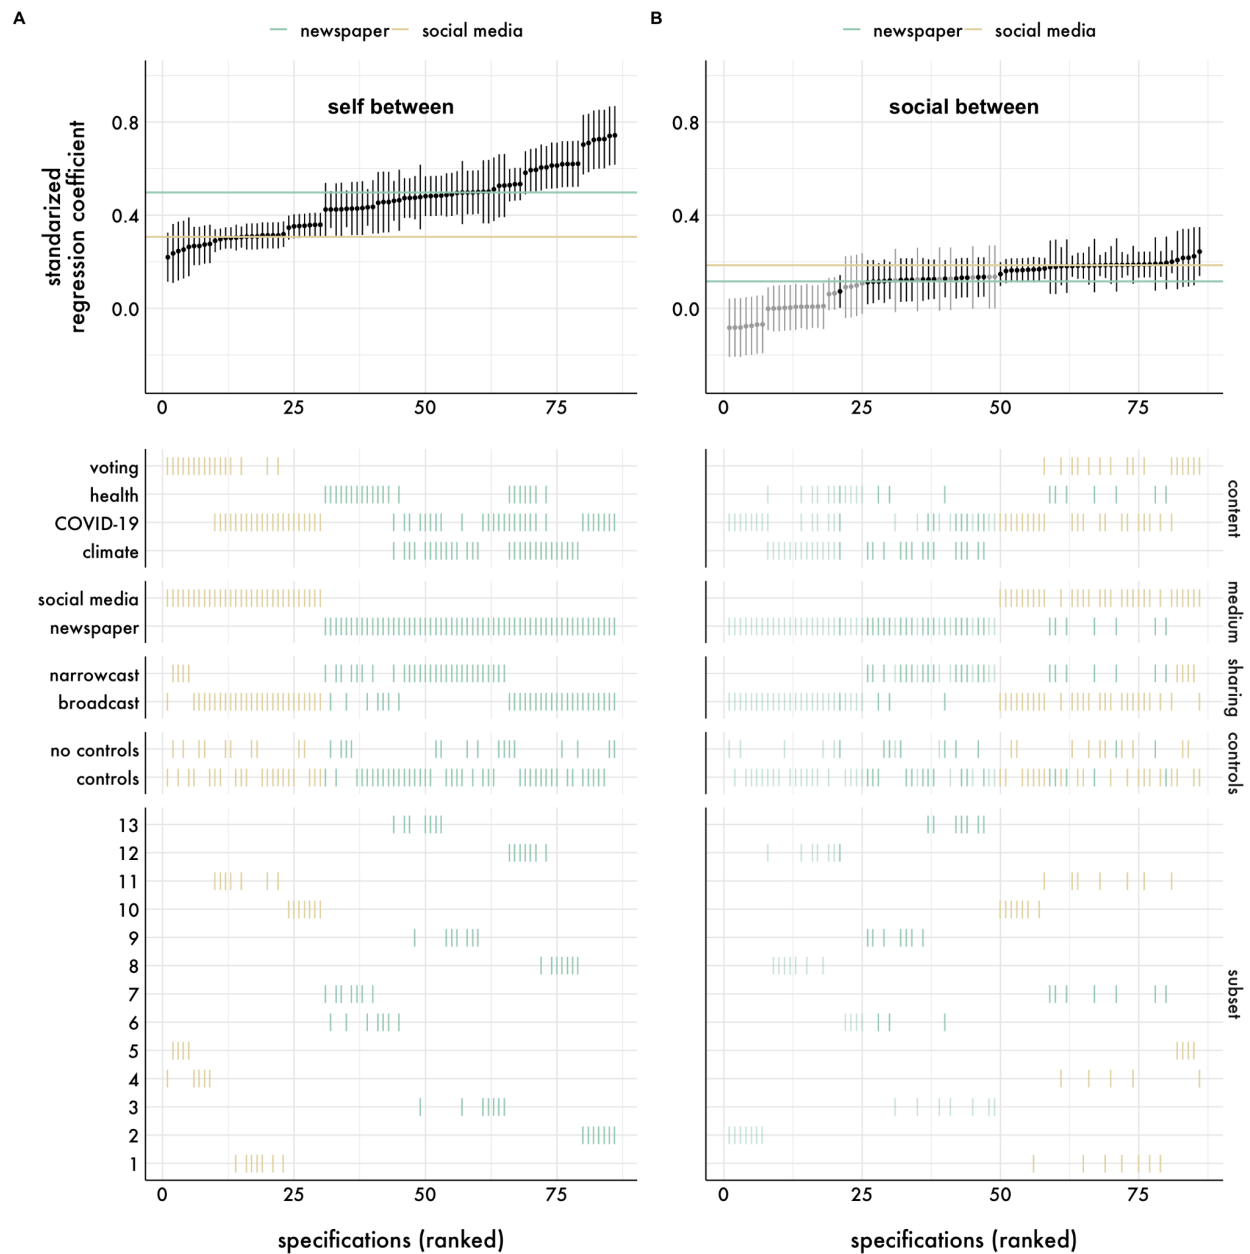 A
newspaper social media
self between
standarized
regression coefficient
0.8
0.4
0.0
0 25 50 75
B
newspaper social media
social between
0.8
0.4
0.0
0 25 50 75
voting
health
COVID-19
climate
content
social media
newspaper
medium
narrowcast
broadcast
sharing
no controls
controls
controls
13
12
11
10
9
8
7
6
5
4
3
2
1
subset
0 25 50 75
specifications (ranked)
0 25 50 75
specifications (ranked)